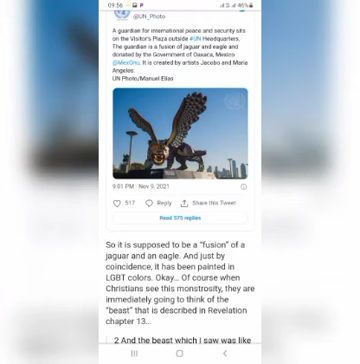 09.56
46%
@UN_Photo
A guardian for international peace and security sits
on the Visitor's Plaza outside #UN Headquarters.
The guardian is a fusion of jaguar and eagle and
donated by the Government of Oaxaca, Mexico
@MexOnu. It is created by artists Jacobo and Maria
Angeles.
UN Photo/Manuel Elías
9:01 PM · Nov 9, 2021
517 Reply Share this Tweet
Read 575 replies
So it is supposed to be a "fusion" of a
jaguar and an eagle. And just by
coincidence, it has been painted in
LGBT colors. Okay... Of course when
Christians see this monstrosity, they are
immediately going to think of the
"beast" that is described in Revelation
chapter 13...
2 And the beast which I saw was like